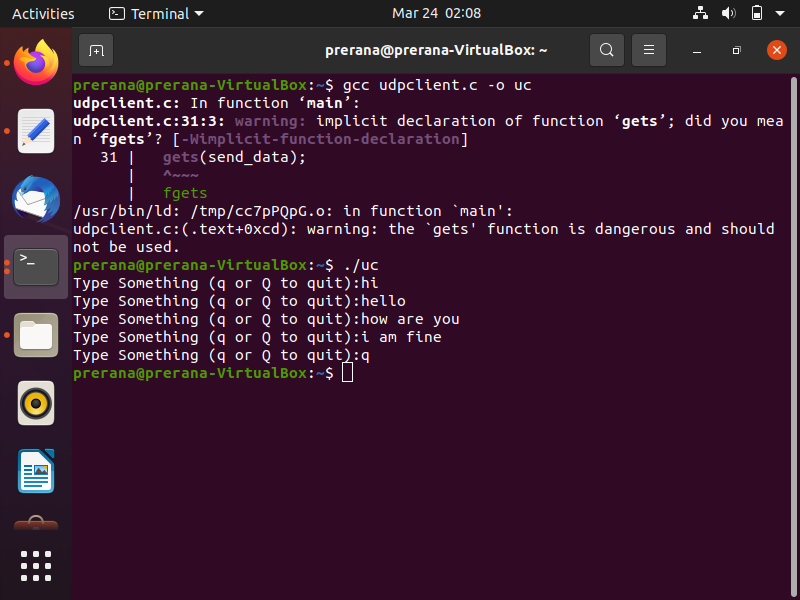 Activities
Terminal
Mar 24 02:08
prerana@prerana-VirtualBox: ~
prerana@prerana-VirtualBox:~$ gcc udpclient.c -o uc
udpclient.c: In function ‘main’:
udpclient.c:31:3: warning: implicit declaration of function ‘gets’; did you mea
n ‘fgets’? [-Wimplicit-function-declaration]
   31 |   gets(send_data);
      |   ^~~~
      |   fgets
/usr/bin/ld: /tmp/cc7pPQpG.o: in function `main':
udpclient.c:(.text+0xcd): warning: the `gets' function is dangerous and should
not be used.
prerana@prerana-VirtualBox:~$ ./uc
Type Something (q or Q to quit):hi
Type Something (q or Q to quit):hello
Type Something (q or Q to quit):how are you
Type Something (q or Q to quit):i am fine
Type Something (q or Q to quit):q
prerana@prerana-VirtualBox:~$